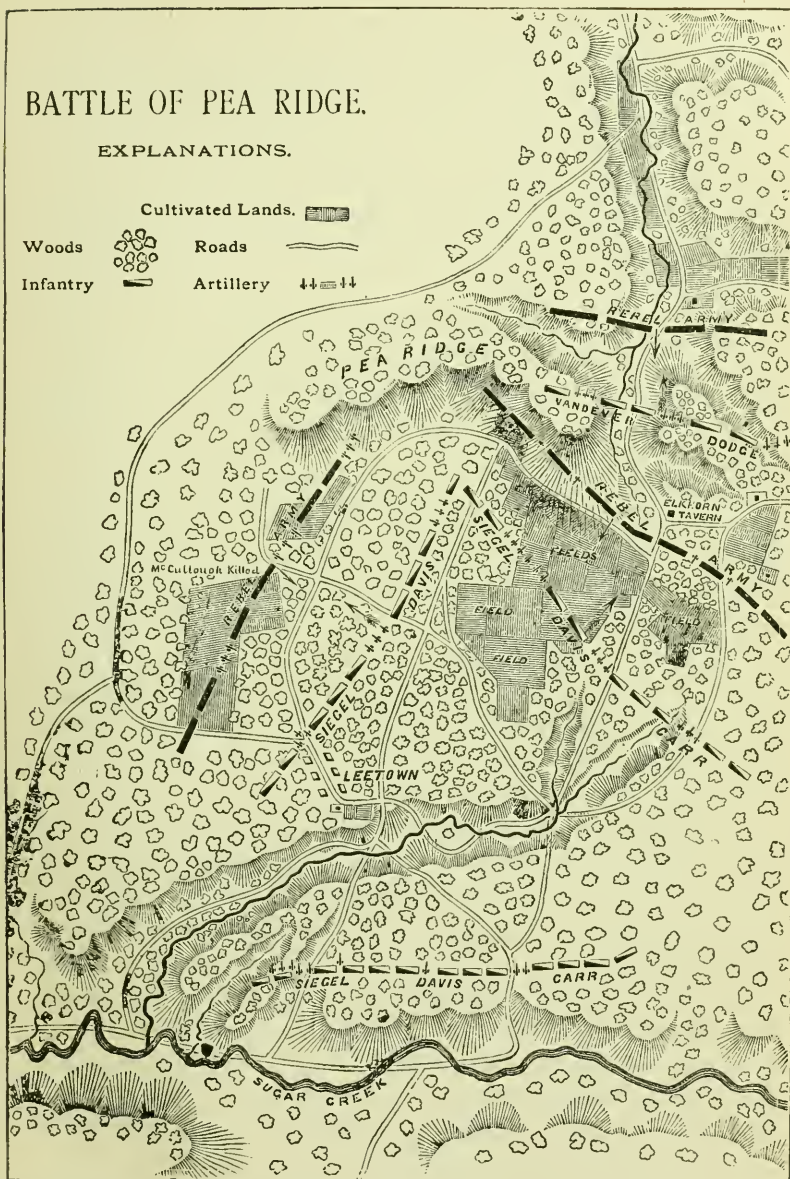 BATTLE OF PEA RIDGE.
EXPLANATIONS.
Cultivated Lands.
Woods
Roads
Infantry
Artillery
REBEL ARMY
PEA RIDGE
VANDEVER
DODGE
ELKHORN
TAVERN
REBEL ARMY
REBEL ARMY
McCullough Killed
SIEGEL
DAVIS
FIELDS
FIELD
FIELD
FIELD
DAVIS
SIEGEL
CARR
LEETOWN
SIEGEL DAVIS CARR
SUGAR CREEK